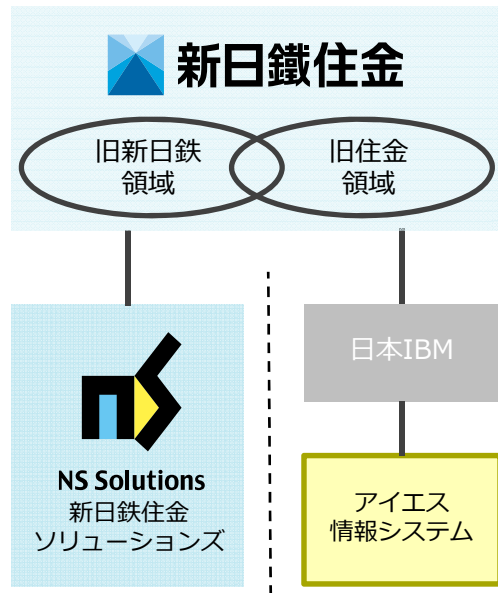 新日鐵住金
旧新日鉄
領域
旧住金
領域
日本IBM
NS Solutions
新日鉄住金
ソリューションズ
アイエス
情報システム